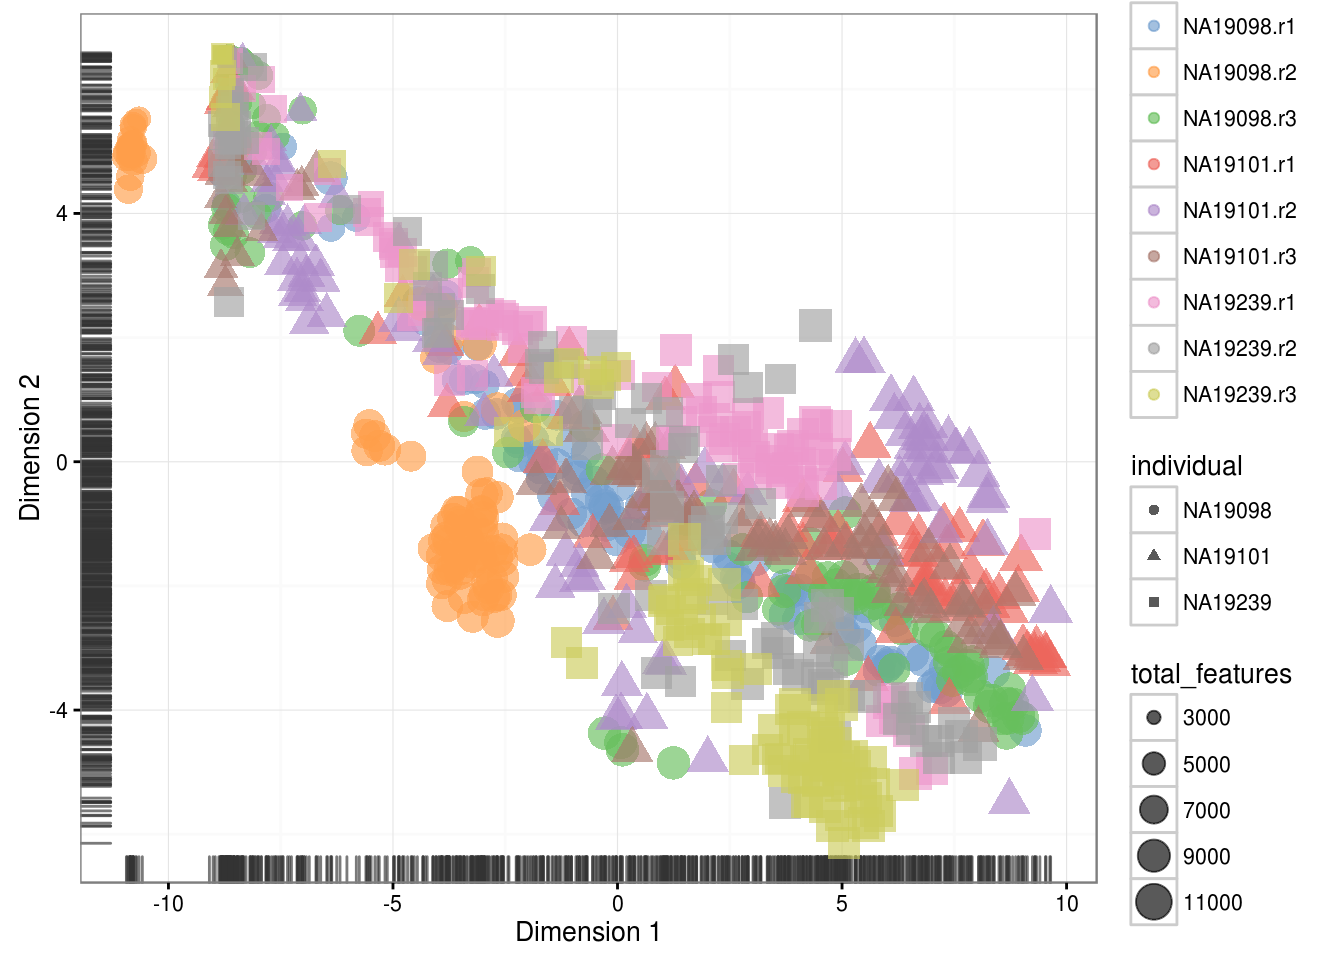 NA19098.r1
NA19098.r2
NA19098.r3
NA19101.r1
NA19101.r2
NA19101.r3
NA19239.r1
NA19239.r2
NA19239.r3
individual
NA19098
NA19101
NA19239
total_features
3000
5000
7000
9000
11000
4
0
-4
Dimension 2
-10
-5
0
5
10
Dimension 1